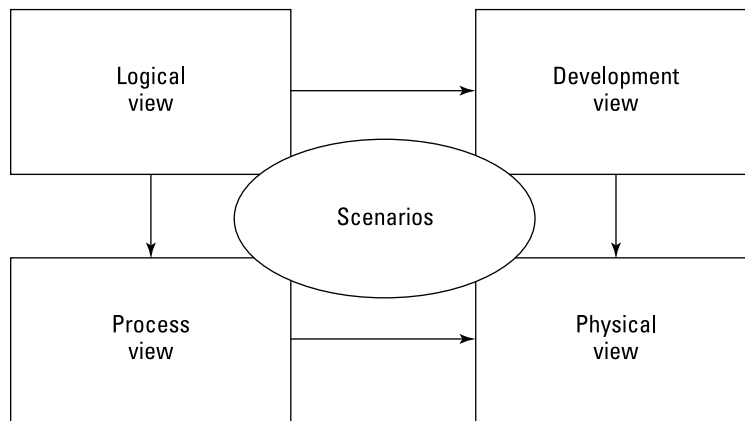 Logical
view
Development
view
Scenarios
Process
view
Physical
view